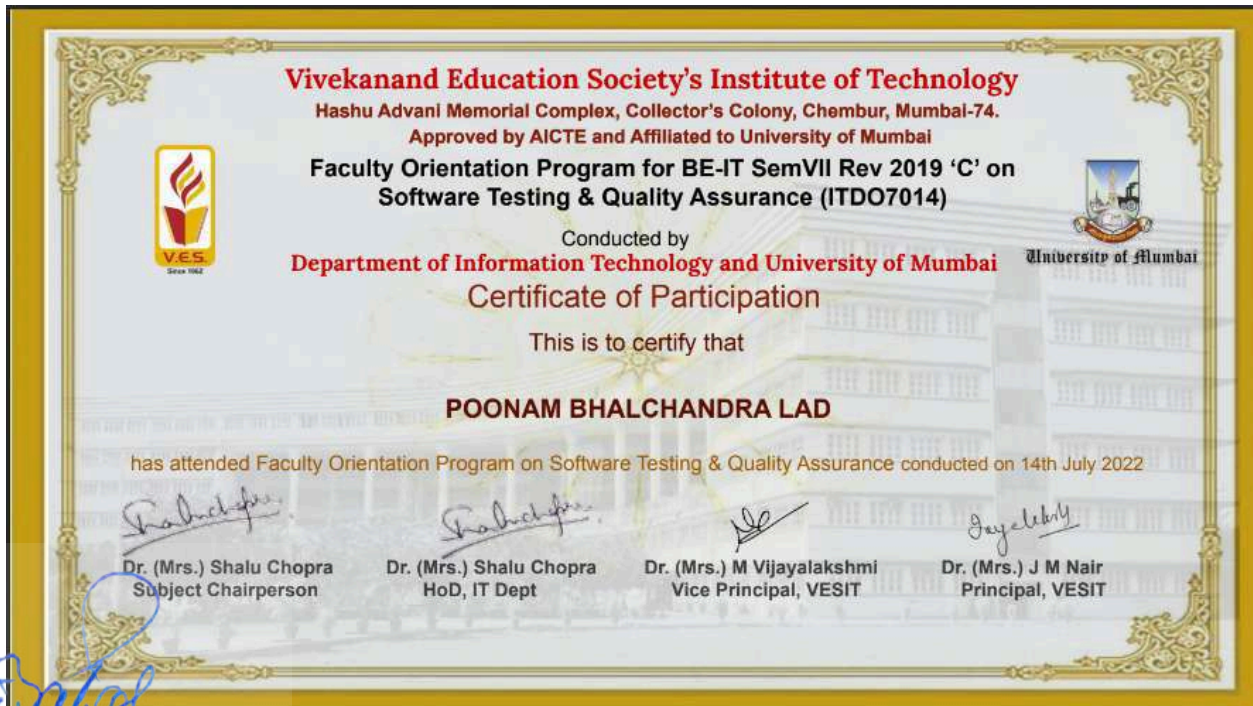 Vivekanand Education Society's Institute of Technology
Hashu Advani Memorial Complex, Collector's Colony, Chembur, Mumbai-74.
Approved by AICTE and Affiliated to University of Mumbai
Faculty Orientation Program for BE-IT SemVII Rev 2019 ‘C’ on
Software Testing & Quality Assurance (ITDO7014)
V.E.S.
Since 1962
University of Mumbai
Conducted by
Department of Information Technology and University of Mumbai
Certificate of Participation
This is to certify that
POONAM BHALCHANDRA LAD
has attended Faculty Orientation Program on Software Testing & Quality Assurance conducted on 14th July 2022
Dr. (Mrs.) Shalu Chopra
Subject Chairperson
Dr. (Mrs.) Shalu Chopra
HoD, IT Dept
Dr. (Mrs.) M Vijayalakshmi
Vice Principal, VESIT
Dr. (Mrs.) J M Nair
Principal, VESIT